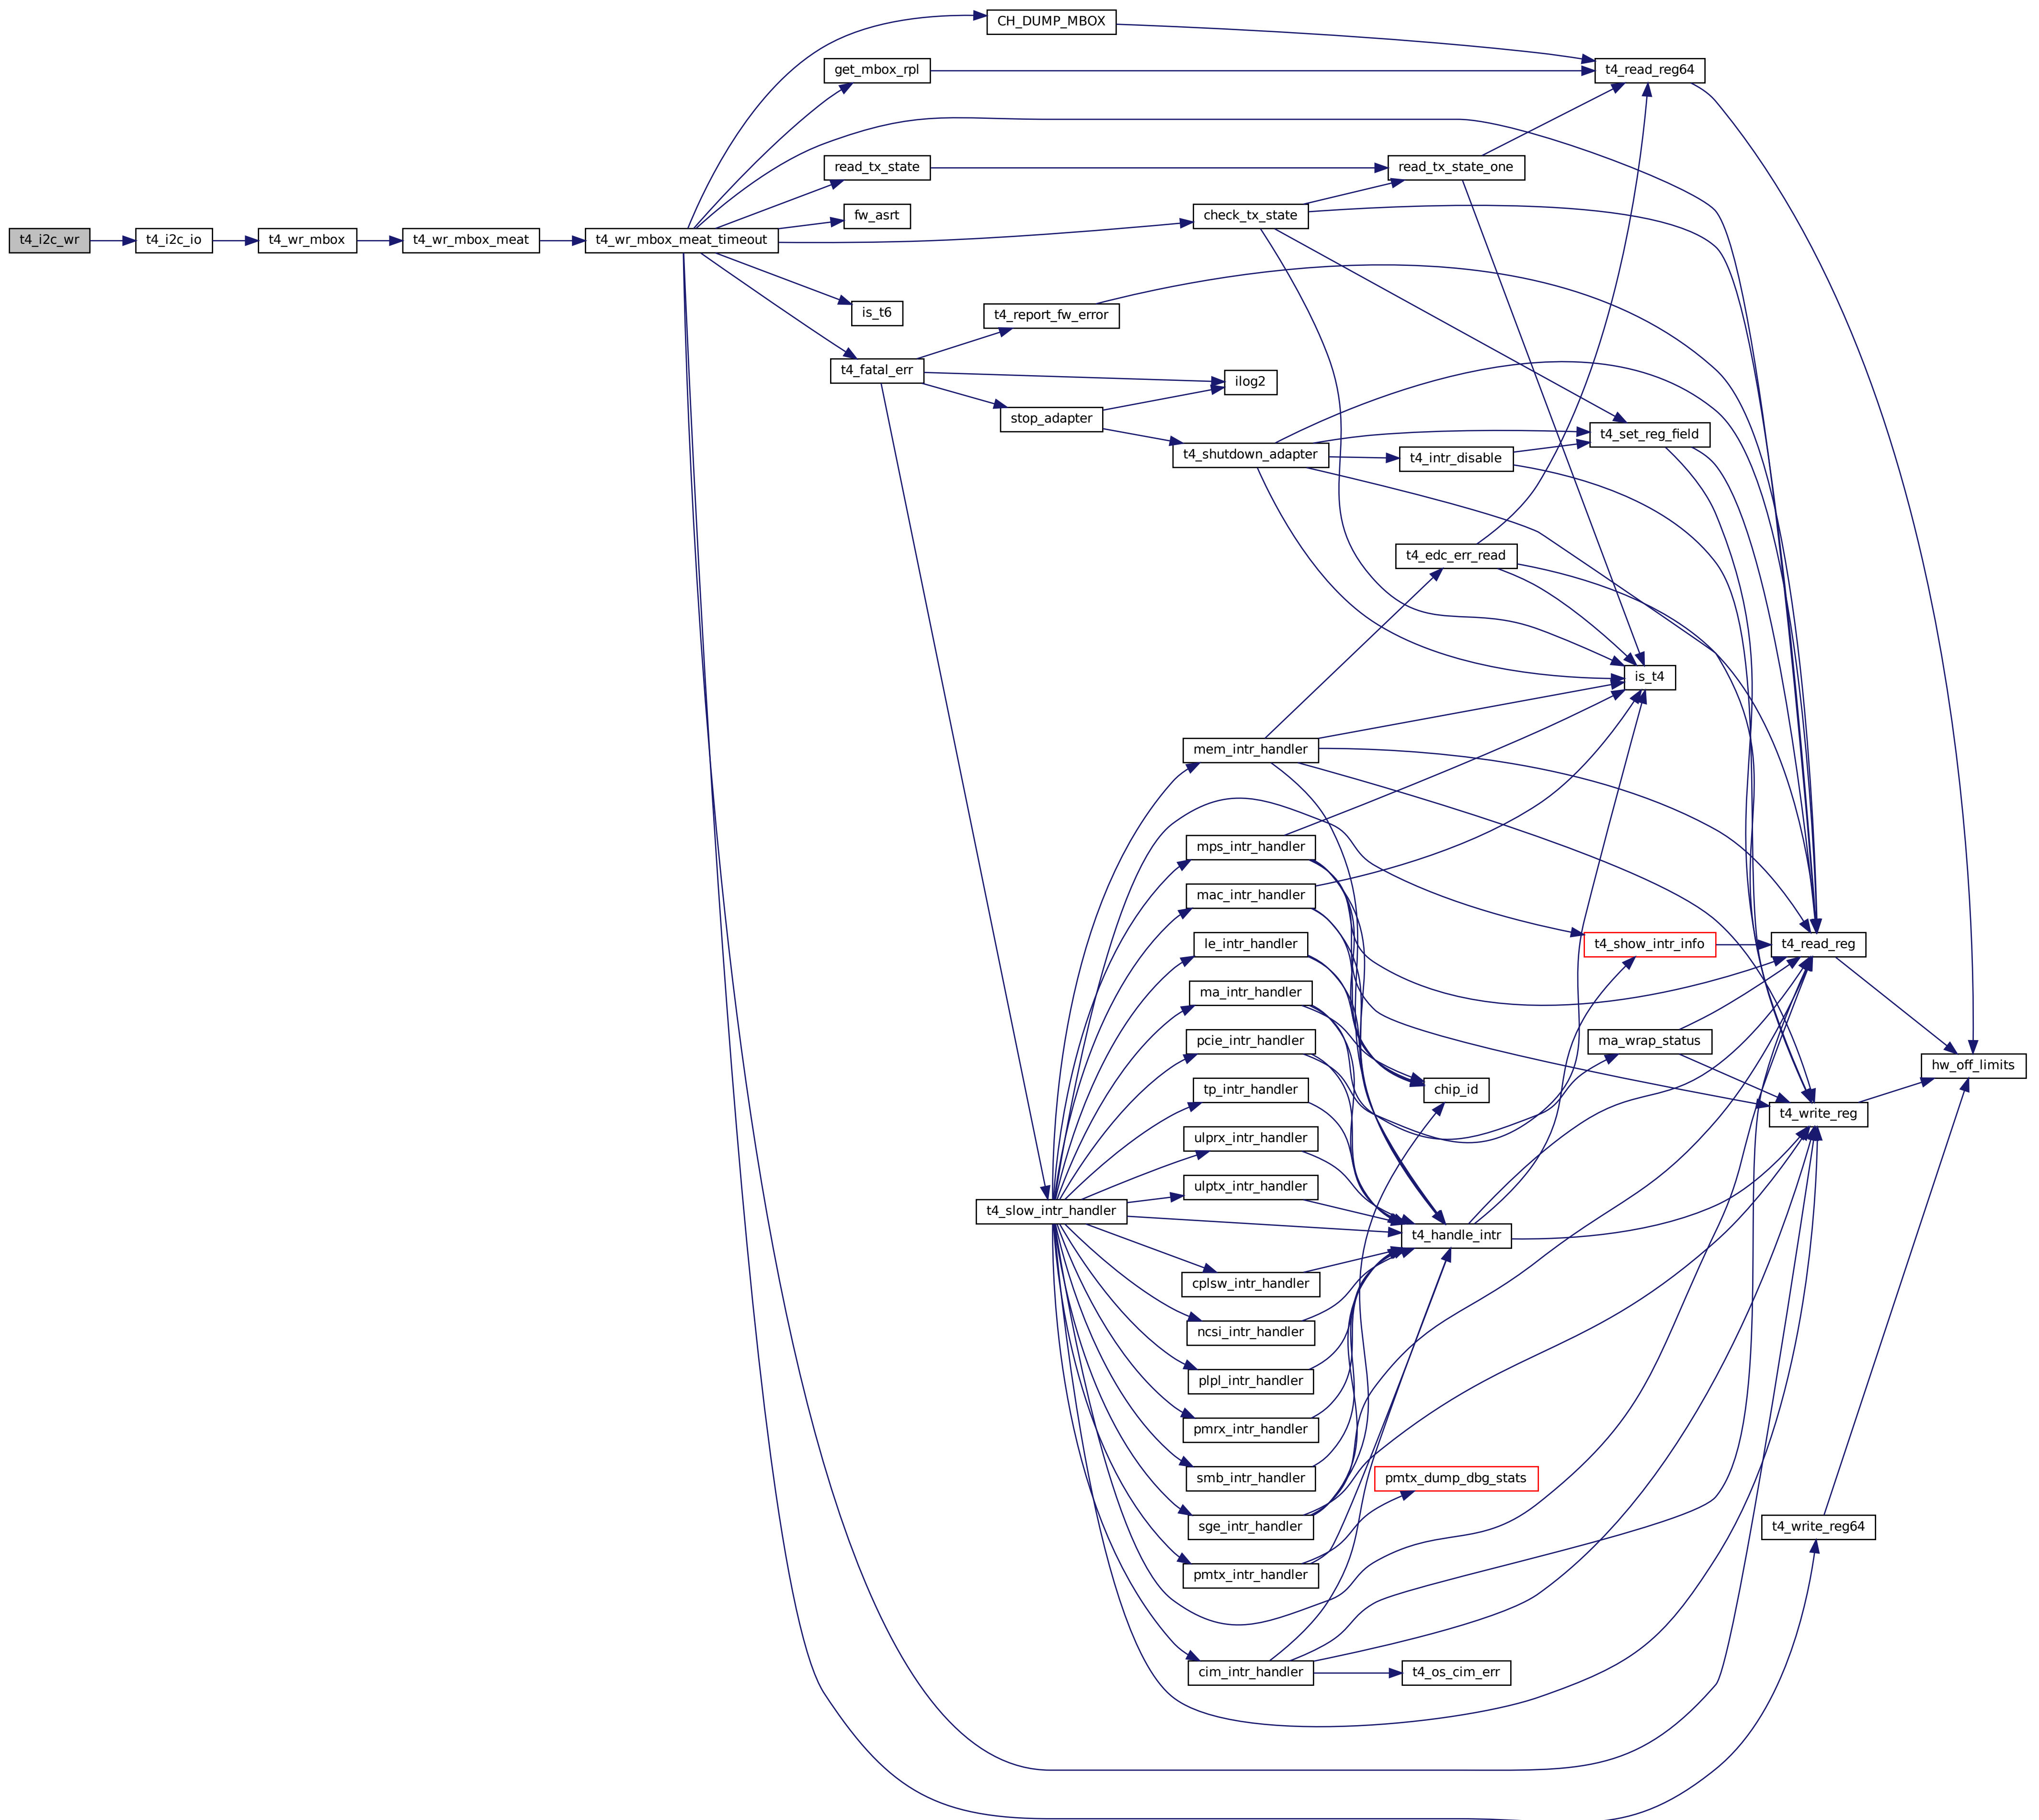 CH_DUMP_MBOX
get_mbox_rpl
t4_read_reg64
read_tx_state
read_tx_state_one
fw_asrt
check_tx_state
t4_i2c_wr
t4_i2c_io
t4_wr_mbox
t4_wr_mbox_meat
t4_wr_mbox_meat_timeout
is_t6
t4_report_fw_error
t4_fatal_err
ilog2
stop_adapter
t4_set_reg_field
t4_shutdown_adapter
t4_intr_disable
t4_edc_err_read
is_t4
mem_intr_handler
mps_intr_handler
mac_intr_handler
le_intr_handler
t4_show_intr_info
t4_read_reg
ma_intr_handler
pcie_intr_handler
ma_wrap_status
hw_off_limits
tp_intr_handler
chip_id
t4_write_reg
ulprx_intr_handler
ulptx_intr_handler
t4_slow_intr_handler
t4_handle_intr
cplsw_intr_handler
ncsi_intr_handler
plpl_intr_handler
pmrx_intr_handler
smb_intr_handler
pmtx_dump_dbg_stats
sge_intr_handler
t4_write_reg64
pmtx_intr_handler
cim_intr_handler
t4_os_cim_err